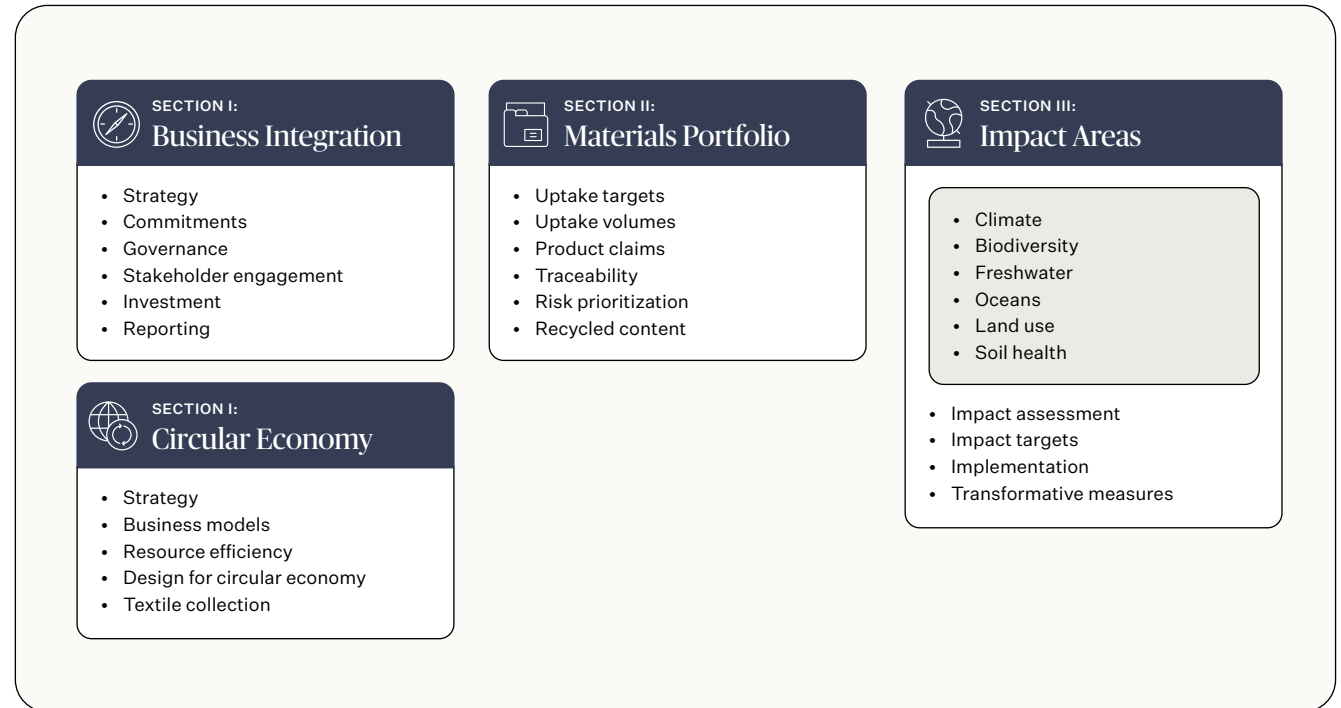 SECTION I:
Business Integration
• Strategy
• Commitments
• Governance
• Stakeholder engagement
• Investment
• Reporting
SECTION I:
Circular Economy
• Strategy
• Business models
• Resource efficiency
• Design for circular economy
• Textile collection
SECTION II:
Materials Portfolio
• Uptake targets
• Uptake volumes
• Product claims
• Traceability
• Risk prioritization
• Recycled content
SECTION III:
Impact Areas
• Climate
• Biodiversity
• Freshwater
• Oceans
• Land use
• Soil health
• Impact assessment
• Impact targets
• Implementation
• Transformative measures